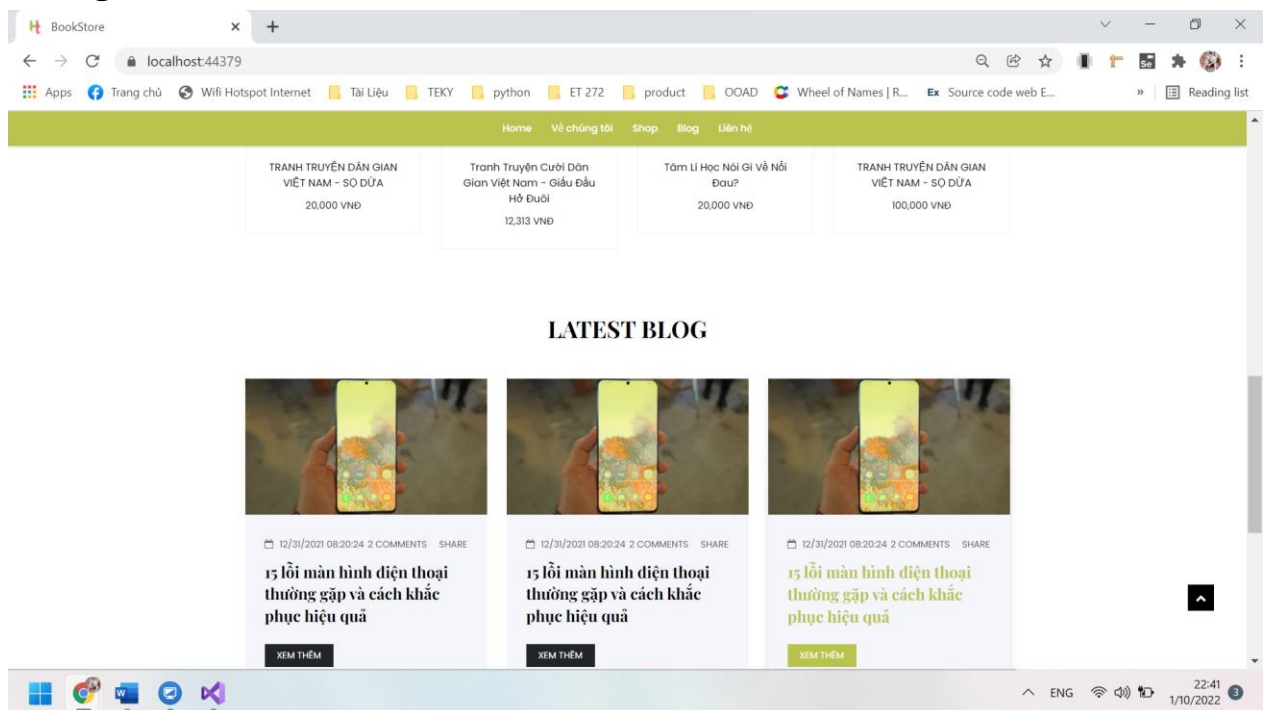 BookStore
localhost:44379
Apps Trang chủ Wifi Hotspot Internet Tài Liệu TEKY python ET 272 product OOAD Wheel of Names | R... Ex Source code web E... » Reading list
Home Về chúng tôi Shop Blog Liên hệ
TRANH TRUYỆN DÂN GIAN
VIỆT NAM - SỌ DỪA
20,000 VNĐ
Tranh Truyện Cười Dân
Gian Việt Nam - Giấu Đầu
Hở Đuôi
12,313 VNĐ
Tâm Lí Học Nói Gì Về Nỗi
Đau?
20,000 VNĐ
TRANH TRUYỆN DÂN GIAN
VIỆT NAM - SỌ DỪA
100,000 VNĐ
LATEST BLOG
12/31/2021 08:20:24 2 COMMENTS SHARE
15 lỗi màn hình điện thoại
thường gặp và cách khắc
phục hiệu quả
XEM THÊM
12/31/2021 08:20:24 2 COMMENTS SHARE
15 lỗi màn hình điện thoại
thường gặp và cách khắc
phục hiệu quả
XEM THÊM
12/31/2021 08:20:24 2 COMMENTS SHARE
15 lỗi màn hình điện thoại
thường gặp và cách khắc
phục hiệu quả
XEM THÊM
ENG
22:41
1/10/2022
3